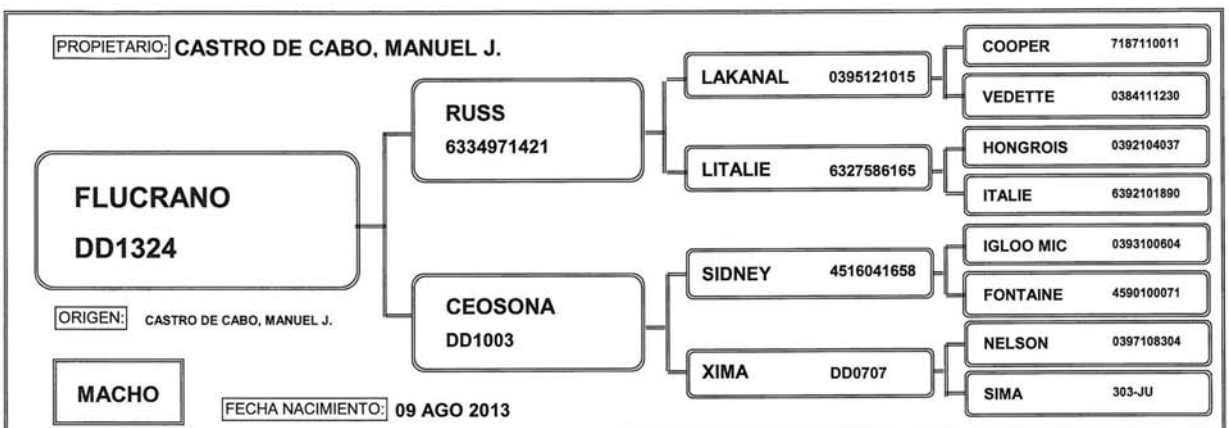 PROPIETARIO: CASTRO DE CABO, MANUEL J.
FLUCRANO
DD1324
ORIGEN: CASTRO DE CABO, MANUEL J.
MACHO
FECHA NACIMIENTO: 09 AGO 2013
RUSS
6334971421
CEOSONA
DD1003
LAKANAL 0395121015
LITALIE 6327586165
SIDNEY 4516041658
XIMA DD0707
COOPER 7187110011
VEDETTE 0384111230
HONGROIS 0392104037
ITALIE 6392101890
IGLOO MIC 0393100604
FONTAINE 4590100071
NELSON 0397108304
SIMA 303-JU